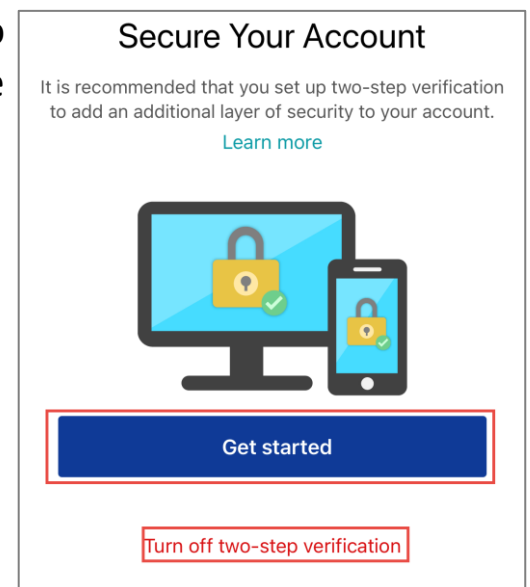 Secure Your Account
It is recommended that you set up two-step verification
to add an additional layer of security to your account.
Learn more
Get started
Turn off two-step verification